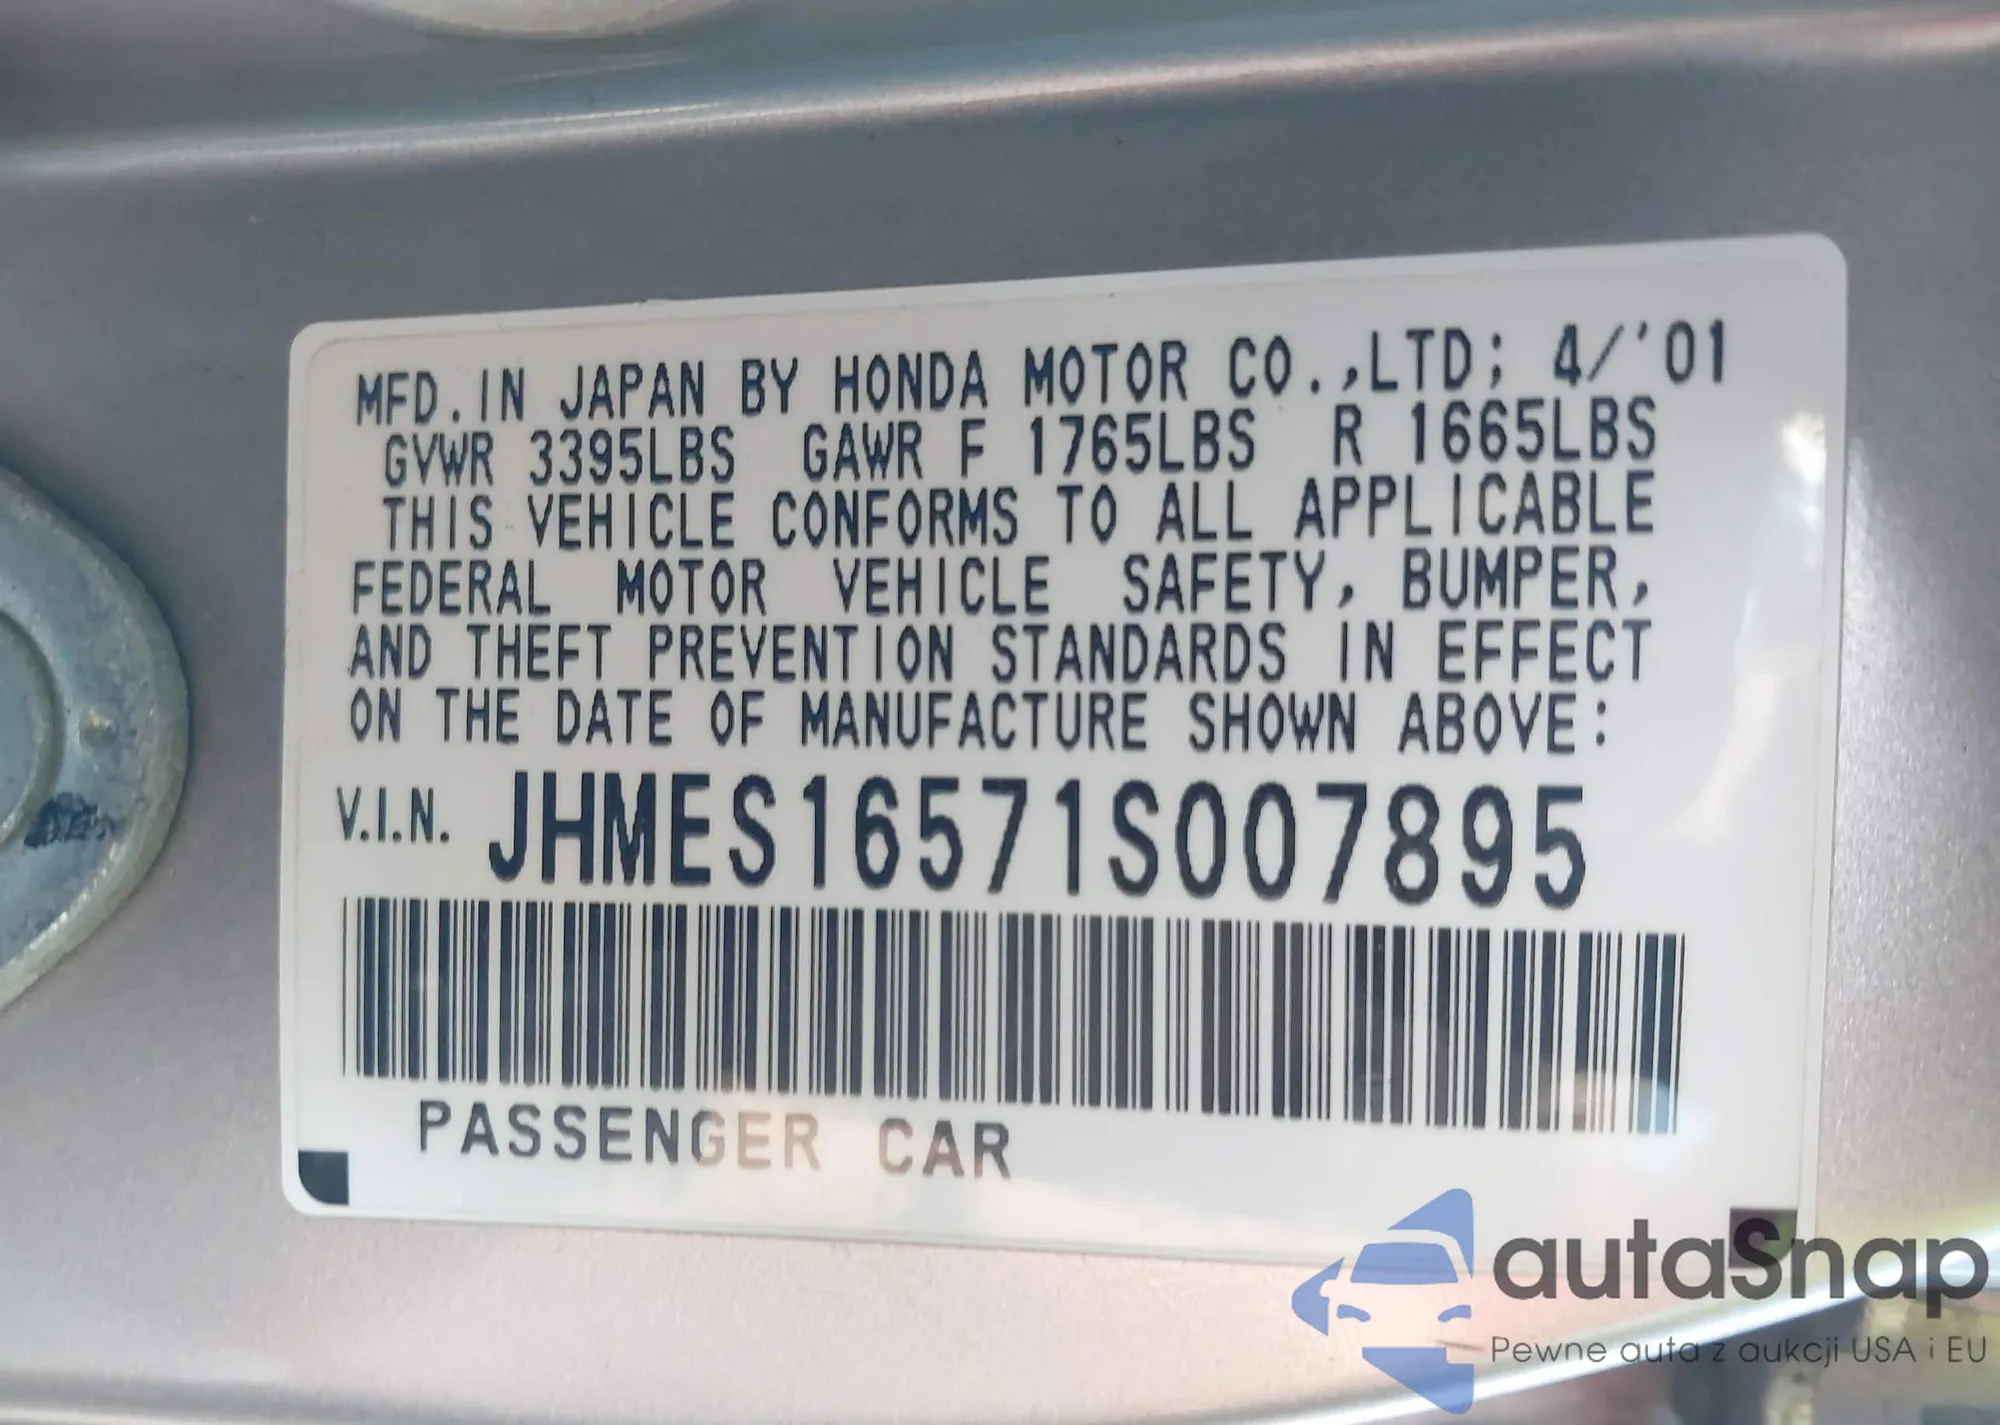 MFD. IN JAPAN BY HONDA MOTOR CO.,LTD; 4/'01
GVWR 3395LBS GAWR F 1765LBS R 1665LBS
THIS VEHICLE CONFORMS TO ALL APPLICABLE
FEDERAL MOTOR VEHICLE SAFETY, BUMPER,
AND THEFT PREVENTION STANDARDS IN EFFECT
ON THE DATE OF MANUFACTURE SHOWN ABOVE:
V.I.N. JHMES16571S007895
PASSENGER CAR
autaSnap
Pewne auta z aukcji USA i EU